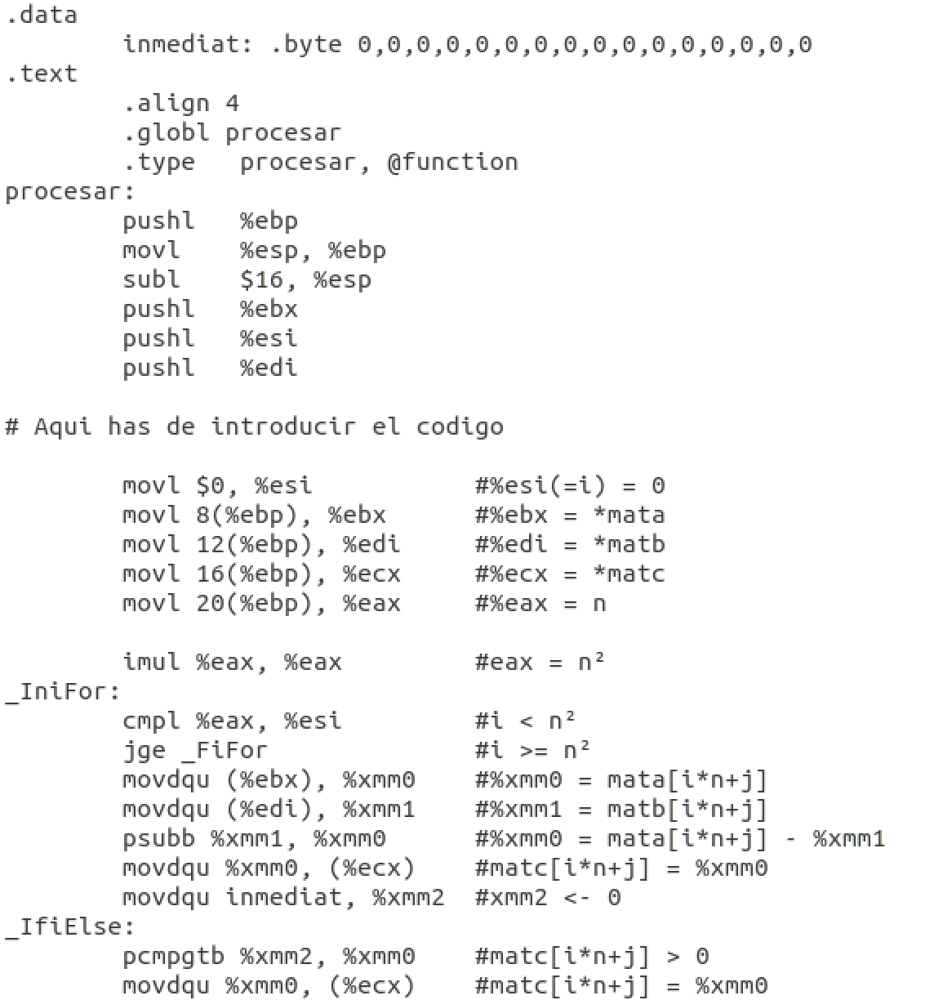 .data
inmediat: .byte 0,0,0,0,0,0,0,0,0,0,0,0,0,0,0,0
.text
.align 4
.globl procesar
.type procesar, @function
procesar:
pushl %ebp
movl %esp, %ebp
subl $16, %esp
pushl %ebx
pushl %esi
pushl %edi
# Aqui has de introducir el codigo
movl $0, %esi #%esi(=i) = 0
movl 8(%ebp), %ebx #%ebx = *mata
movl 12(%ebp), %edi #%edi = *matb
movl 16(%ebp), %ecx #%ecx = *matc
movl 20(%ebp), %eax #%eax = n
imul %eax, %eax #eax = n²
_IniFor:
cmpl %eax, %esi #i < n²
jge _FiFor #i >= n²
movdqu (%ebx), %xmm0 #%xmm0 = mata[i*n+j]
movdqu (%edi), %xmm1 #%xmm1 = matb[i*n+j]
psubb %xmm1, %xmm0 #%xmm0 = mata[i*n+j] - %xmm1
movdqu %xmm0, (%ecx) #matc[i*n+j] = %xmm0
movdqu inmediat, %xmm2 #xmm2 <- 0
_IfiElse:
pcmpgtb %xmm2, %xmm0 #matc[i*n+j] > 0
movdqu %xmm0, (%ecx) #matc[i*n+j] = %xmm0